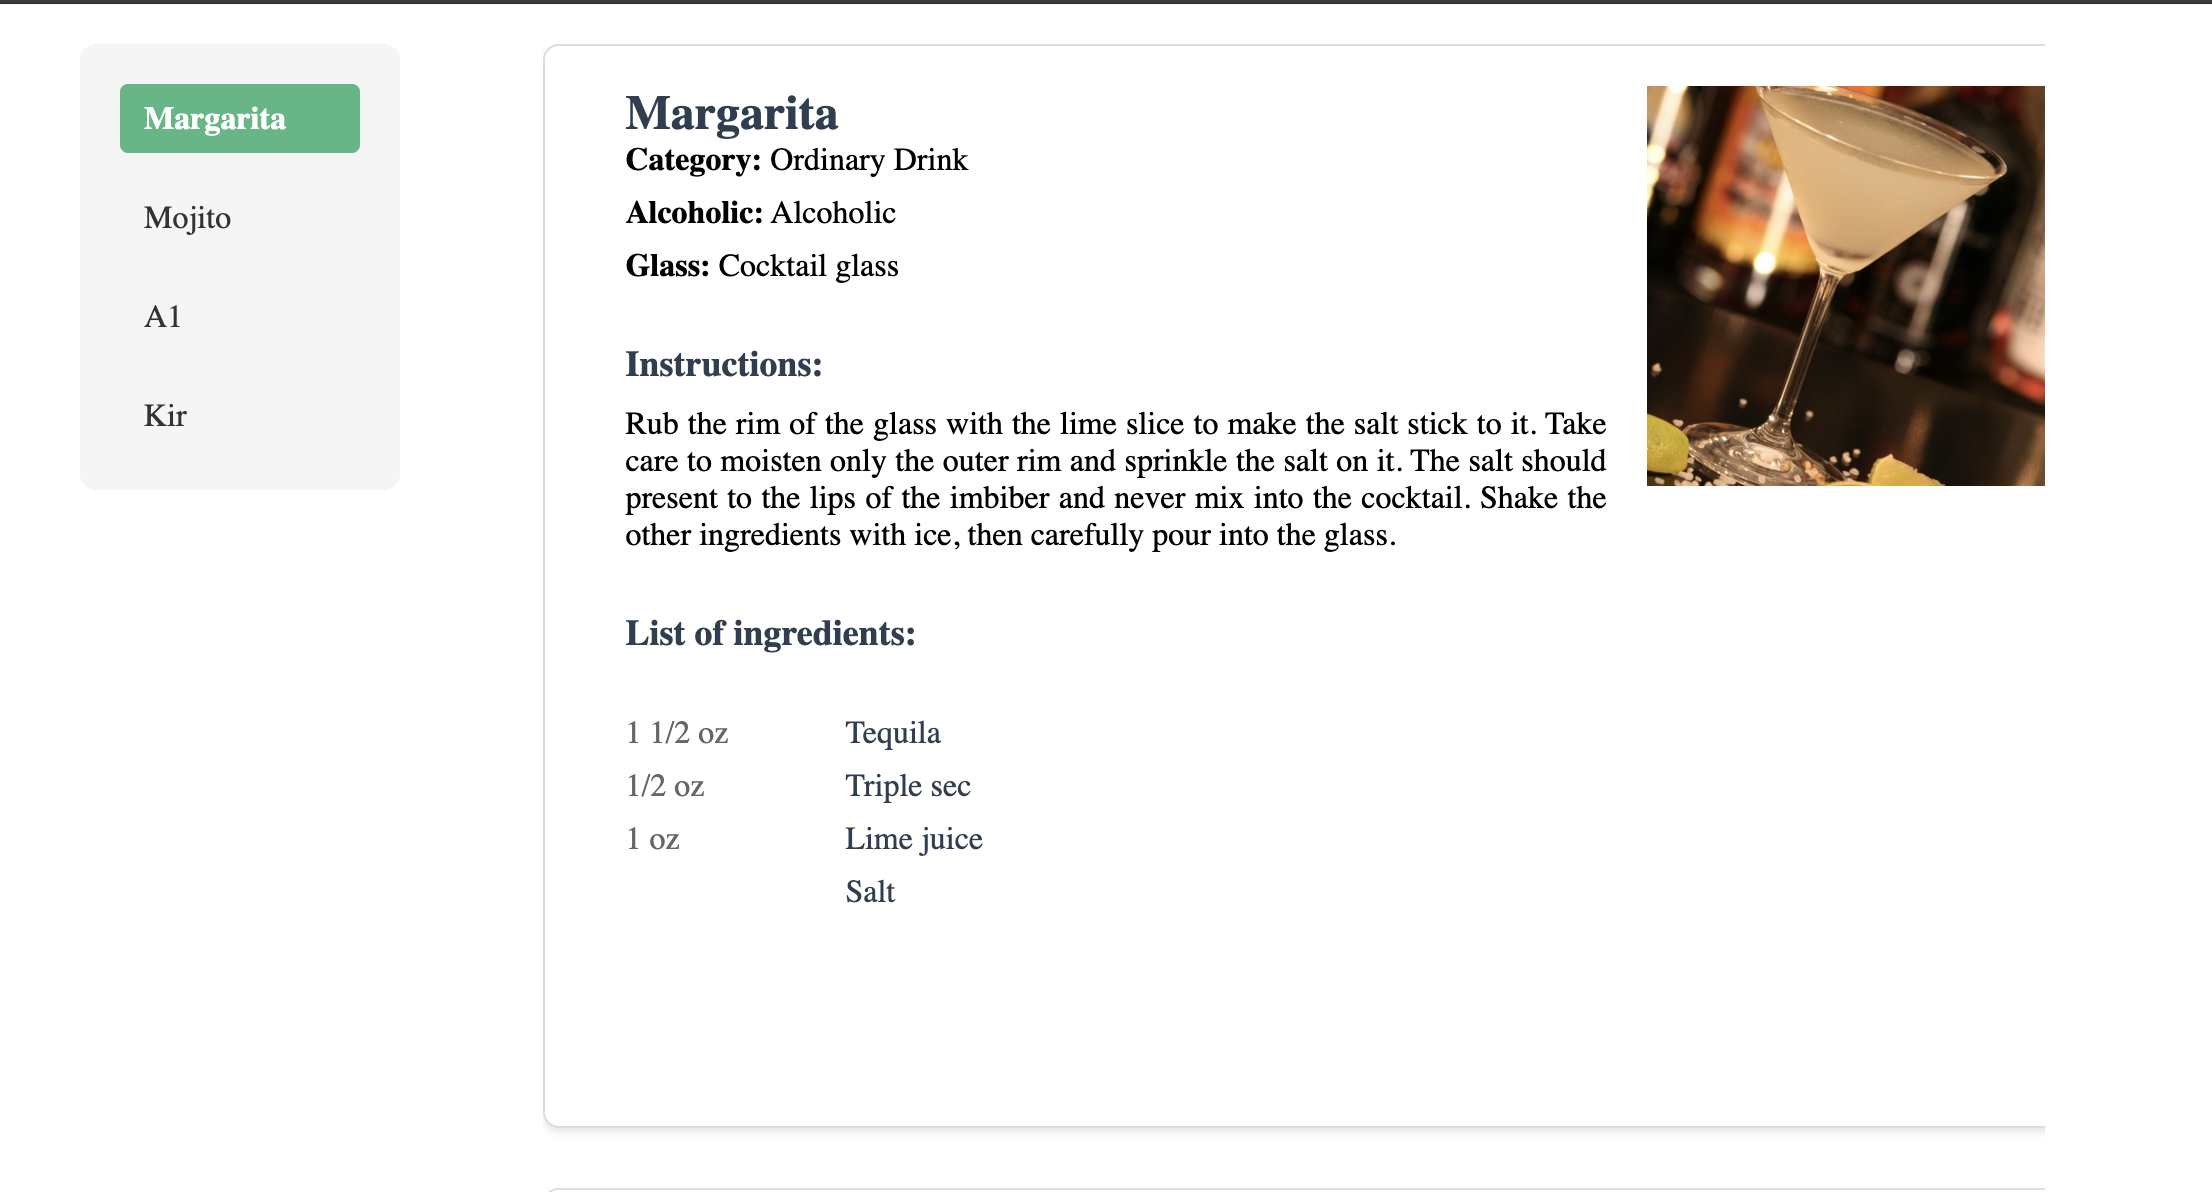 Margarita
Mojito
A1
Kir
Margarita
Category: Ordinary Drink
Alcoholic: Alcoholic
Glass: Cocktail glass
Instructions:
Rub the rim of the glass with the lime slice to make the salt stick to it. Take
care to moisten only the outer rim and sprinkle the salt on it. The salt should
present to the lips of the imbiber and never mix into the cocktail. Shake the
other ingredients with ice, then carefully pour into the glass.
List of ingredients:
1 1/2 oz Tequila
1/2 oz Triple sec
1 oz Lime juice
Salt